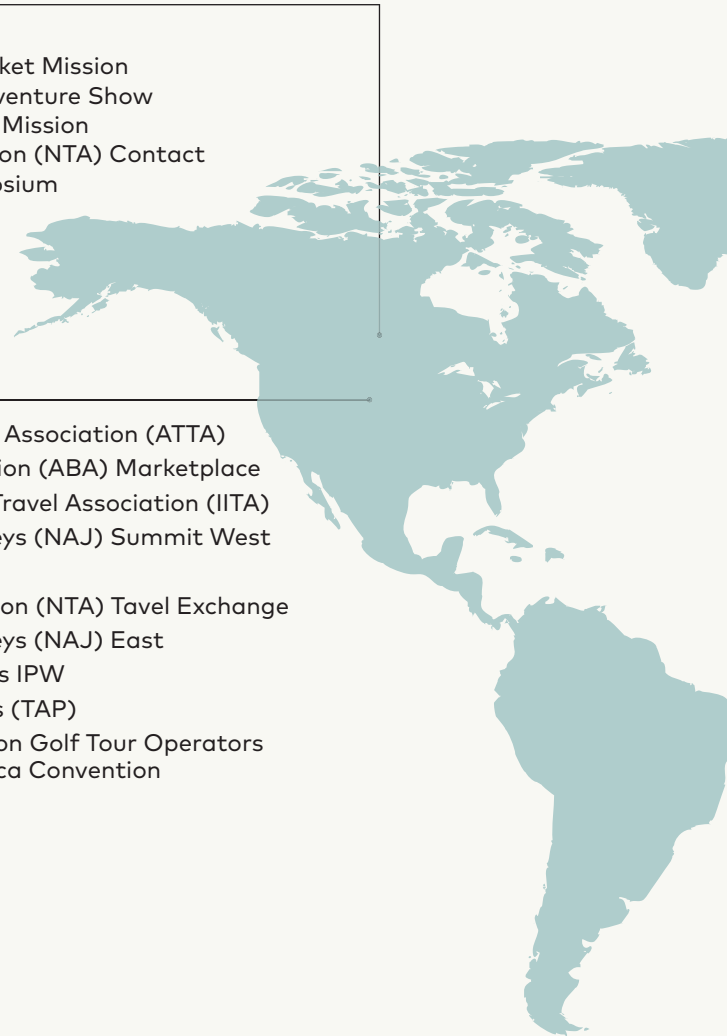 ket Mission
venture Show
Mission
on (NTA) Contact
osium
Association (ATTA)
ion (ABA) Marketplace
Travel Association (IITA)
eys (NAJ) Summit West
on (NTA) Tavel Exchange
eys (NAJ) East
s IPW
s (TAP)
on Golf Tour Operators
ca Convention